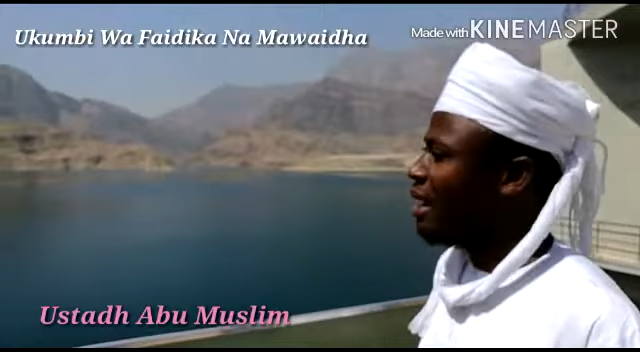 Ukumbi Wa Faidika Na Mawaidha
Made with KINEMASTER
Ustadh Abu Muslim